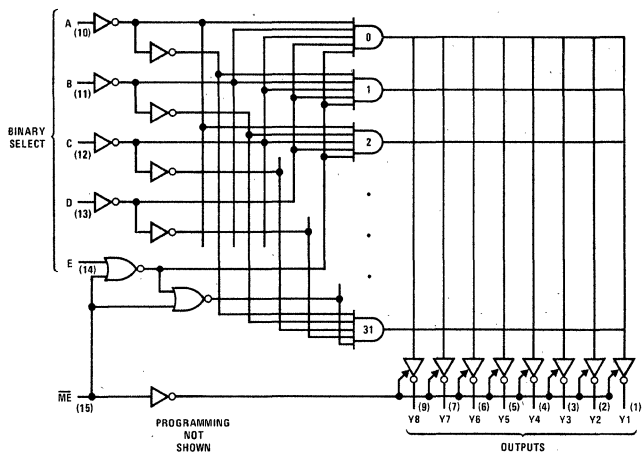 A
(10)
B
(11)
BINARY
SELECT
C
(12)
D
(13)
E
(14)
0
1
2
31
ME
(15)
PROGRAMMING
NOT
SHOWN
(9) (7) (6) (5) (4) (3) (2) (1)
Y8 Y7 Y6 Y5 Y4 Y3 Y2 Y1
OUTPUTS